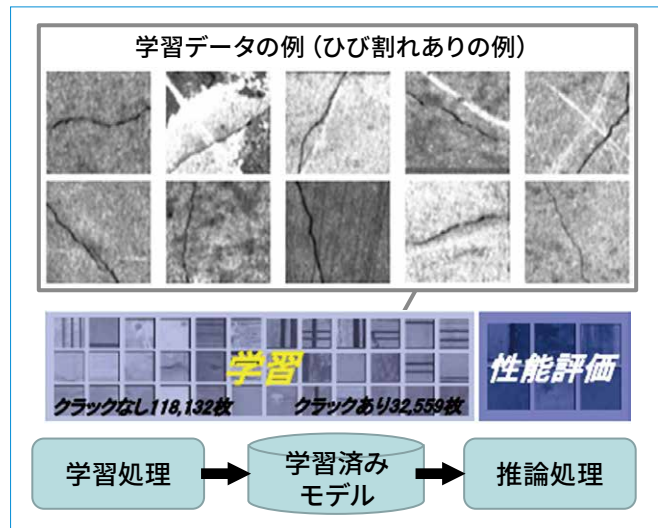 学習データの例（ひび割れありの例）
学習
性能評価
クラックなし118,132枚
クラックあり32,559枚
学習処理
学習済み
モデル
推論処理